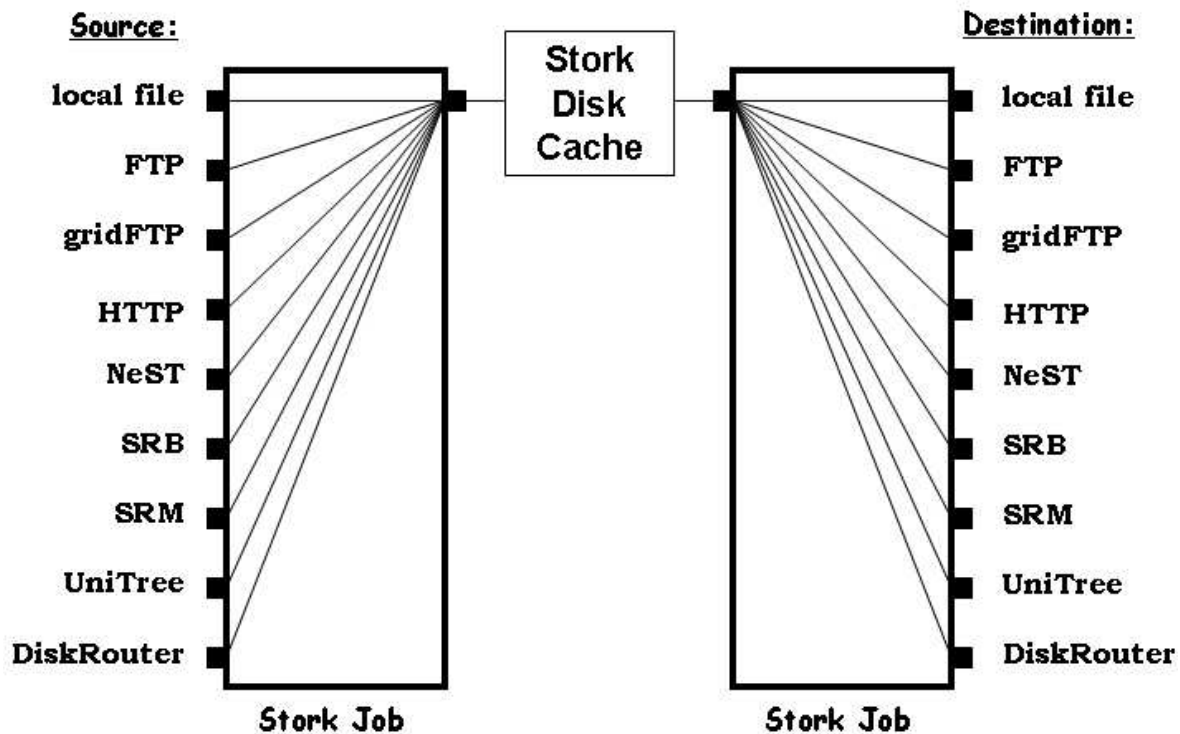 Source:
local file
FTP
gridFTP
HTTP
NeST
SRB
SRM
UniTree
DiskRouter
Stork Job
Stork
Disk
Cache
Destination:
local file
FTP
gridFTP
HTTP
NeST
SRB
SRM
UniTree
DiskRouter
Stork Job